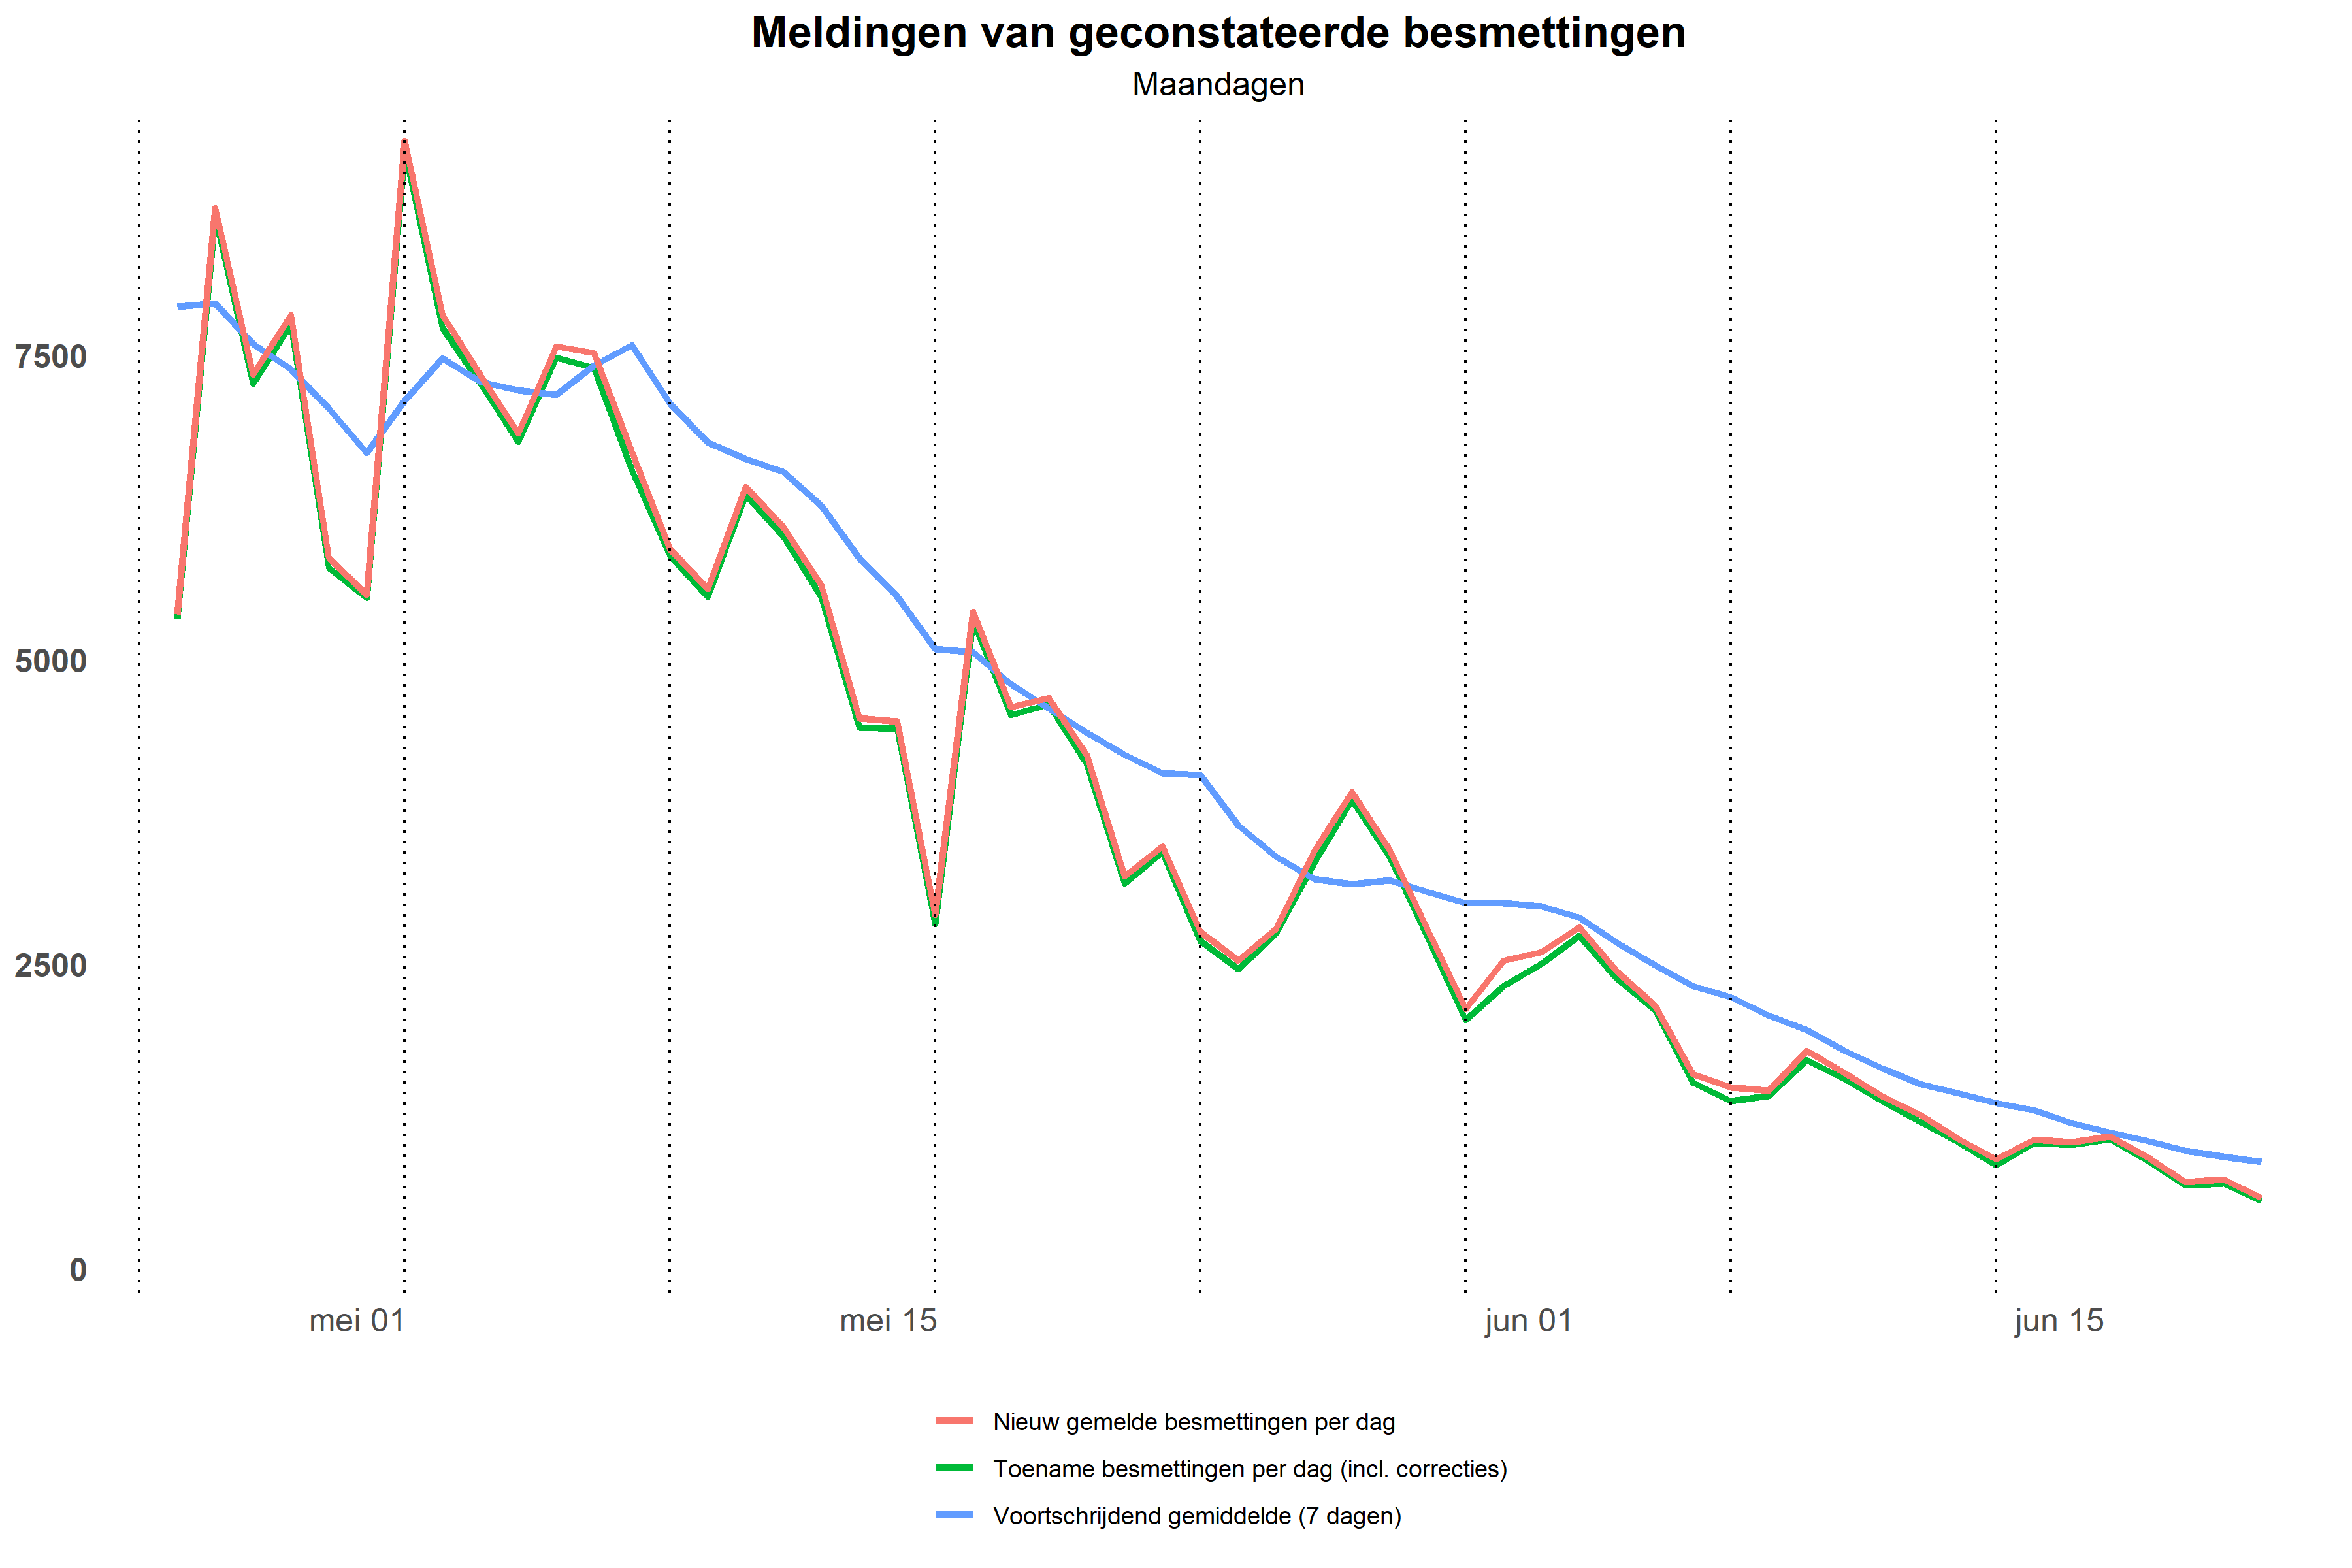 Meldingen van geconstateerde besmettingen
Maandagen
7500
5000
2500
0
mei 01
mei 15
jun 01
jun 15
Nieuw gemelde besmettingen per dag
Toename besmettingen per dag (incl. correcties)
Voortschrijdend gemiddelde (7 dagen)